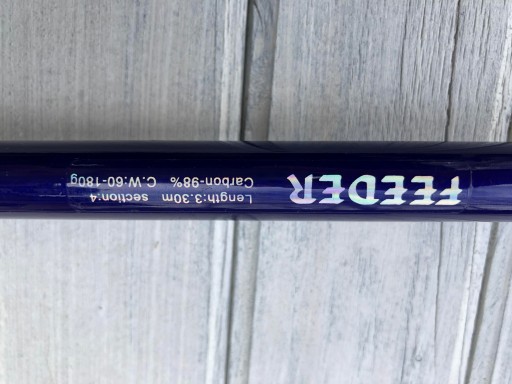 FEEDER
Length:3.30m section:4
Carbon-98% C.W:60-180g